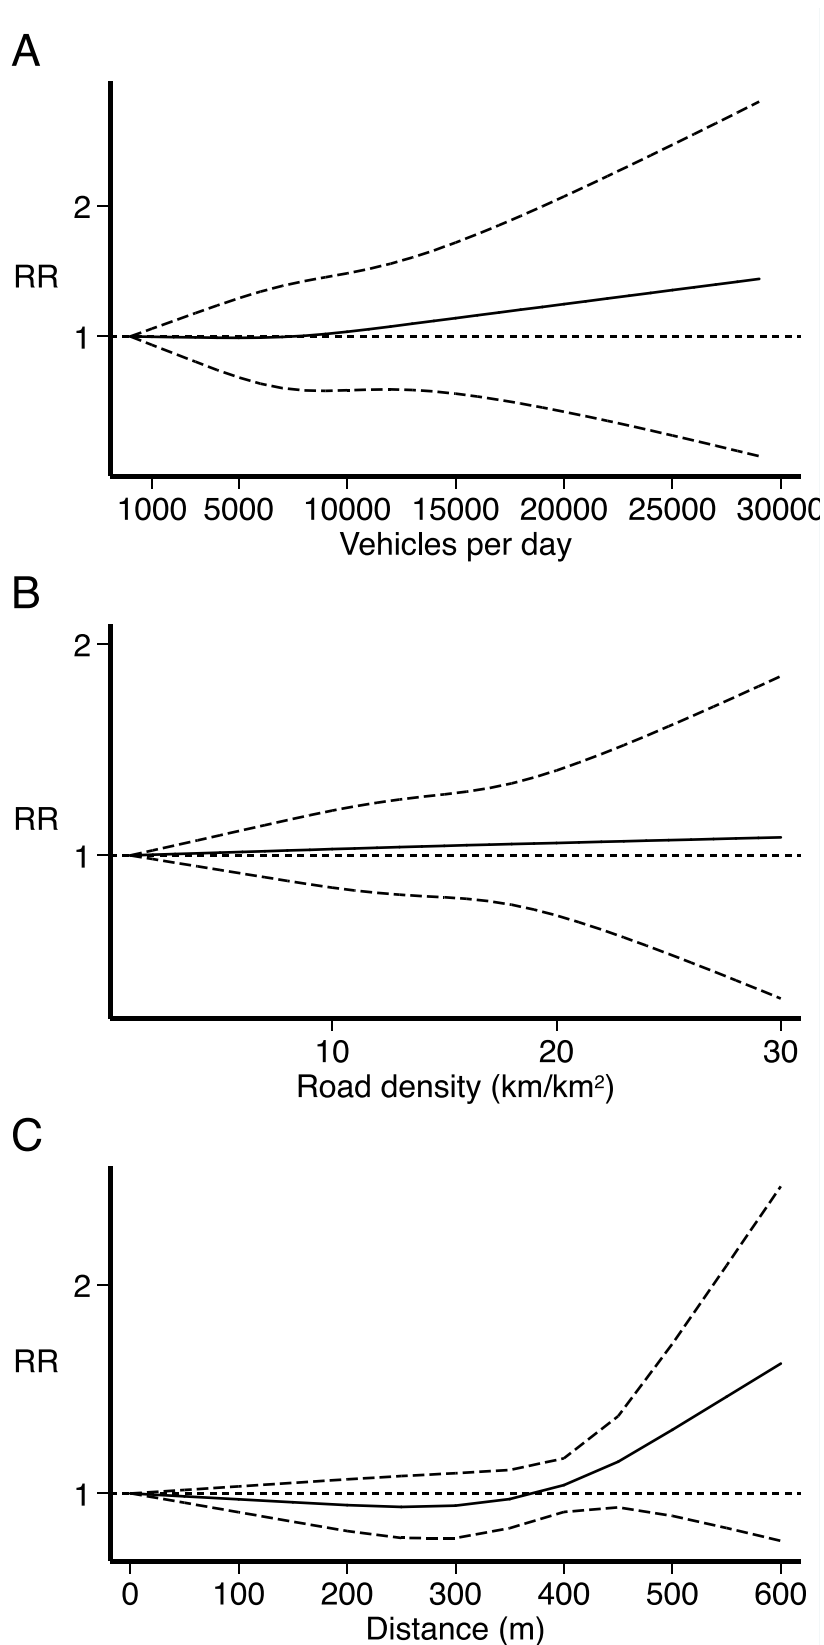 A
2
RR
1
1000 5000 10000 15000 20000 25000 30000
Vehicles per day
B
2
RR
1
10 20 30
Road density (km/km²)
C
2
RR
1
0 100 200 300 400 500 600
Distance (m)